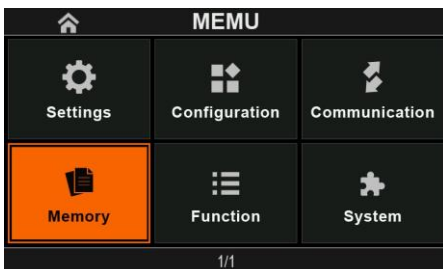 MEMU
Settings
Configuration
Communication
Memory
Function
System
1/1